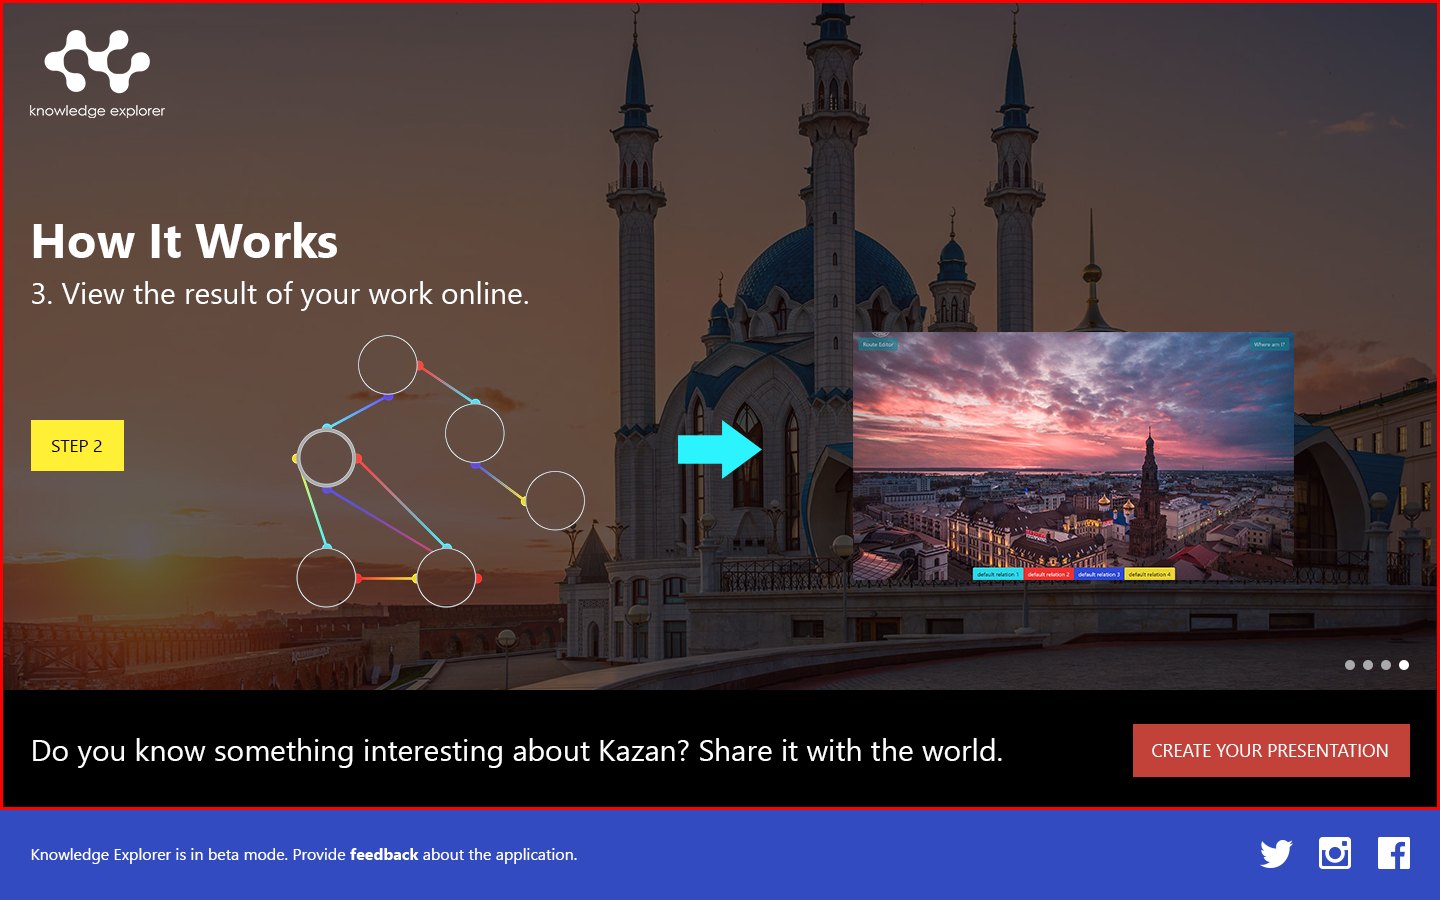 knowledge explorer
How It Works
3. View the result of your work online.
Route Editor
Where am I?
STEP 2
default relation 1
default relation 2
default relation 3
default relation 4
Do you know something interesting about Kazan? Share it with the world.
CREATE YOUR PRESENTATION
Knowledge Explorer is in beta mode. Provide feedback about the application.